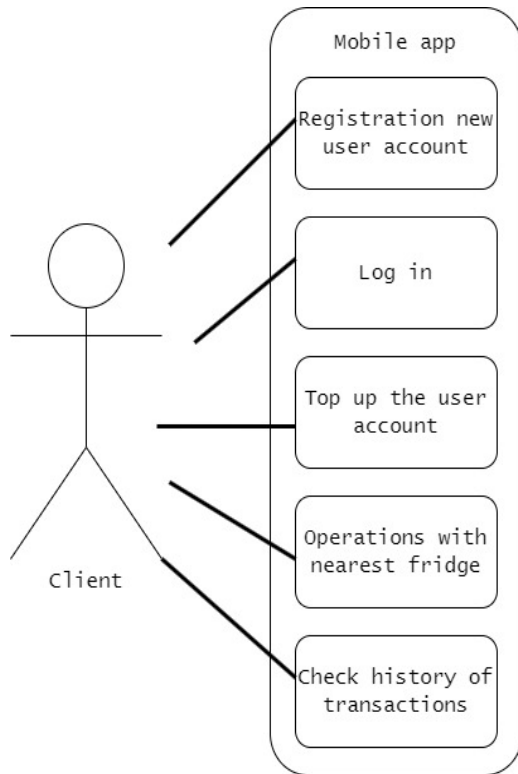 Mobile app
Registration new
user account
Log in
Top up the user
account
Operations with
nearest fridge
Client
Check history of
transactions